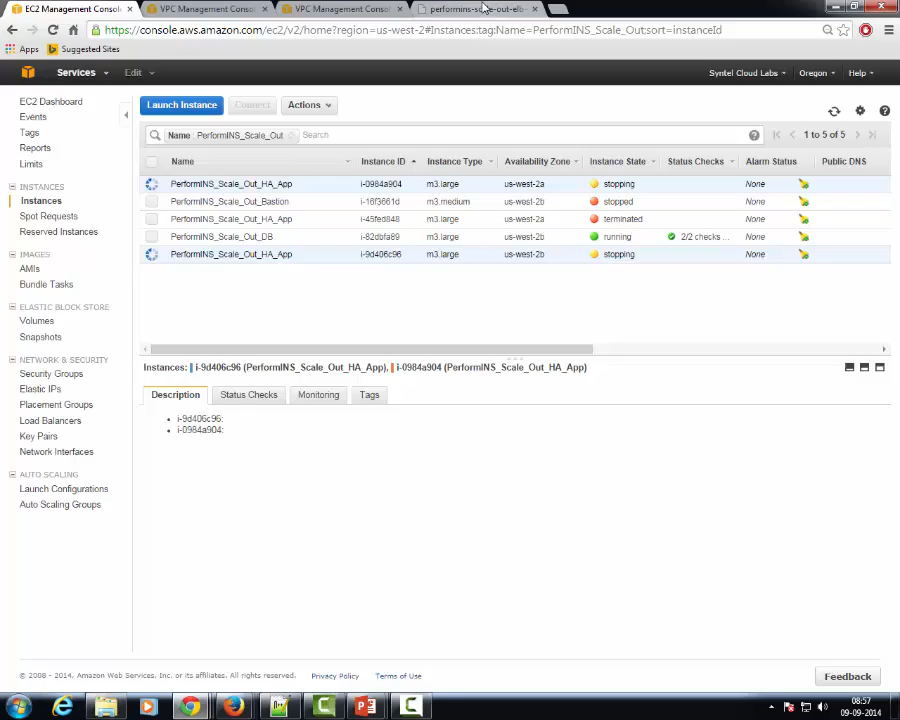 EC2 Management Consol
VPC Management Consol
VPC Management Consol
performins-scale-out-elb-
https://console.aws.amazon.com/ec2/v2/home?region=us-west-2#Instances:tag:Name=PerformINS_Scale_Out;sort=instanceId
Apps Suggested Sites
Services Edit Syntel Cloud Labs Oregon Help
EC2 Dashboard
Events
Tags
Reports
Limits
INSTANCES
Instances
Spot Requests
Reserved Instances
IMAGES
AMIs
Bundle Tasks
ELASTIC BLOCK STORE
Volumes
Snapshots
NETWORK & SECURITY
Security Groups
Elastic IPs
Placement Groups
Load Balancers
Key Pairs
Network Interfaces
AUTO SCALING
Launch Configurations
Auto Scaling Groups
Launch Instance Connect Actions
Name : PerformINS_Scale_Out Search 1 to 5 of 5
Name Instance ID Instance Type Availability Zone Instance State Status Checks Alarm Status Public DNS
PerformINS_Scale_Out_HA_App i-0984a904 m3.large us-west-2a stopping None
PerformINS_Scale_Out_Bastion i-16f3661d m3.medium us-west-2b stopped None
PerformINS_Scale_Out_HA_App i-45fed848 m3.large us-west-2a terminated None
PerformINS_Scale_Out_DB i-82dbfa89 m3.large us-west-2b running 2/2 checks ... None
PerformINS_Scale_Out_HA_App i-9d406c96 m3.large us-west-2b stopping None
Instances: i-9d406c96 (PerformINS_Scale_Out_HA_App), i-0984a904 (PerformINS_Scale_Out_HA_App)
Description Status Checks Monitoring Tags
• i-9d406c96:
• i-0984a904:
© 2008 - 2014, Amazon Web Services, Inc. or its affiliates. All rights reserved. Privacy Policy Terms of Use Feedback
08:57
09-09-2014